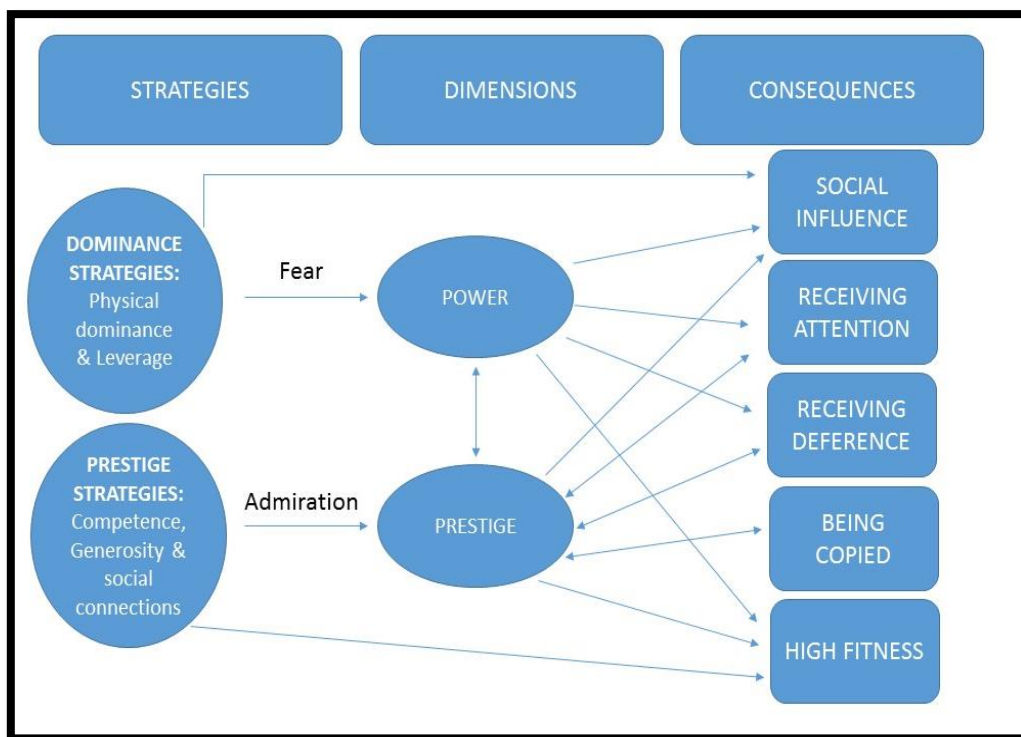 STRATEGIES
DIMENSIONS
CONSEQUENCES
DOMINANCE
STRATEGIES:
Physical
dominance
& Leverage
Fear
POWER
SOCIAL
INFLUENCE
RECEIVING
ATTENTION
RECEIVING
DEFERENCE
PRESTIGE
STRATEGIES:
Competence,
Generosity &
social
connections
Admiration
PRESTIGE
BEING
COPIED
HIGH FITNESS